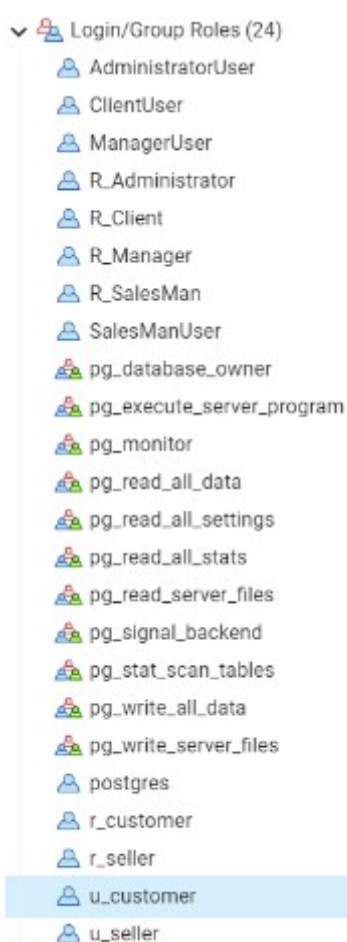 Login/Group Roles (24)
AdministratorUser
ClientUser
ManagerUser
R_Administrator
R_Client
R_Manager
R_SalesMan
SalesManUser
pg_database_owner
pg_execute_server_program
pg_monitor
pg_read_all_data
pg_read_all_settings
pg_read_all_stats
pg_read_server_files
pg_signal_backend
pg_stat_scan_tables
pg_write_all_data
pg_write_server_files
postgres
r_customer
r_seller
u_customer
u_seller